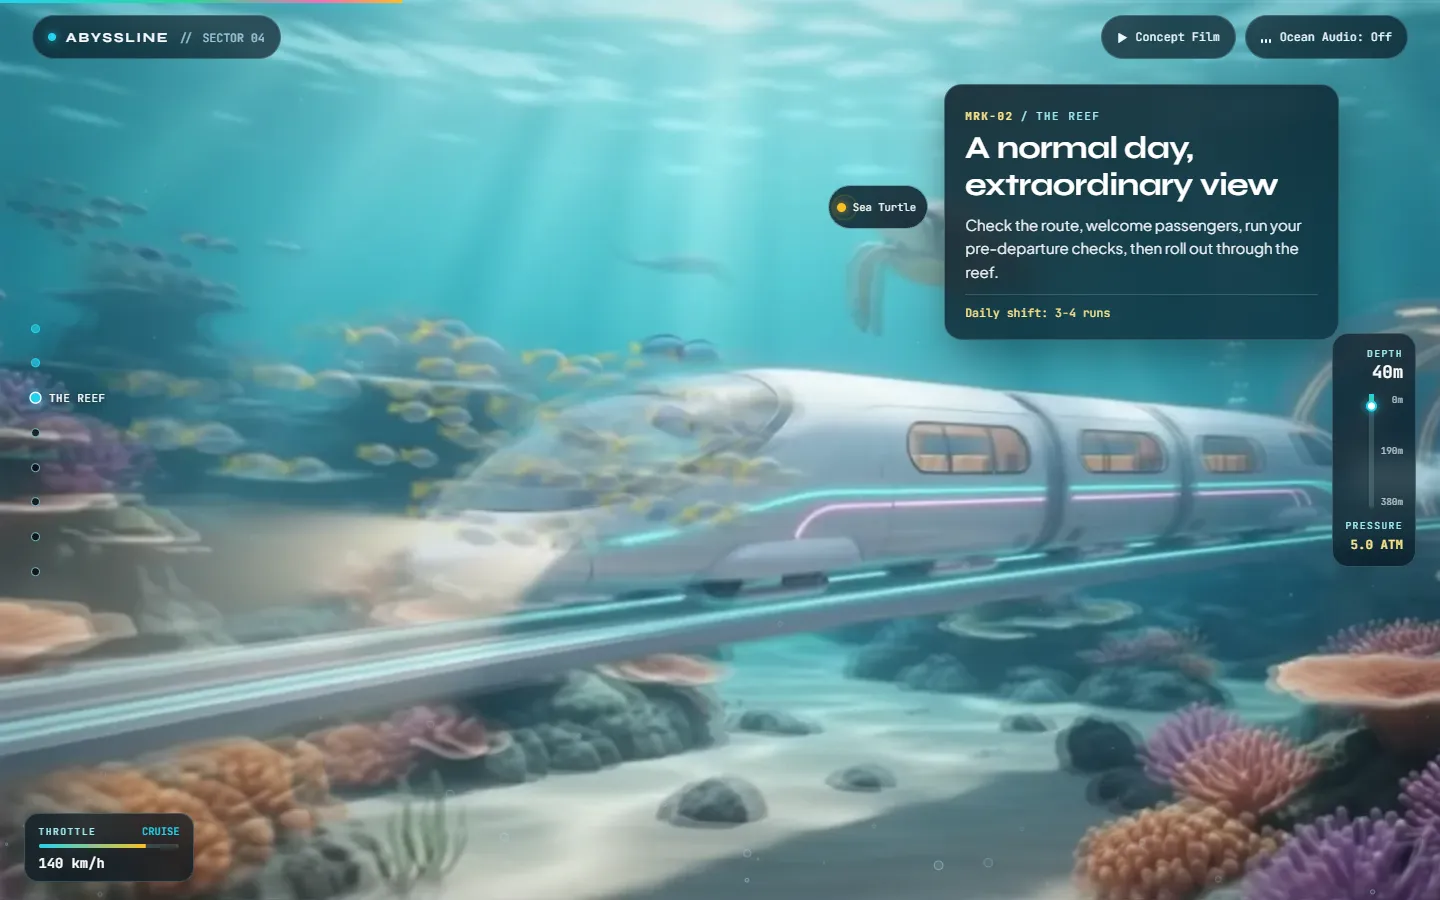 ABYSSLINE // SECTOR 04
Concept Film
Ocean Audio: Off
MRK-02 / THE REEF
A normal day,
extraordinary view
Check the route, welcome passengers, run your
pre-departure checks, then roll out through the
reef.
Daily shift: 3-4 runs
Sea Turtle
THE REEF
DEPTH
40m
0m
190m
380m
PRESSURE
5.0 ATM
THROTTLE CRUISE
140 km/h